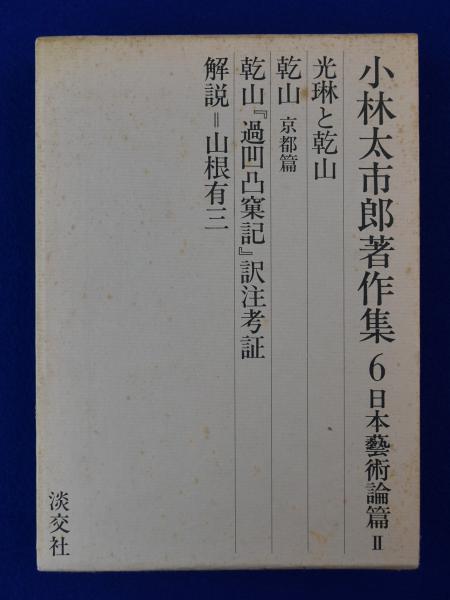 小林太市郎著作集 6 日本藝術論篇 II
光琳と乾山
乾山 京都篇
乾山『過凹凸窠記』訳注考証
解説=山根有三
淡交社